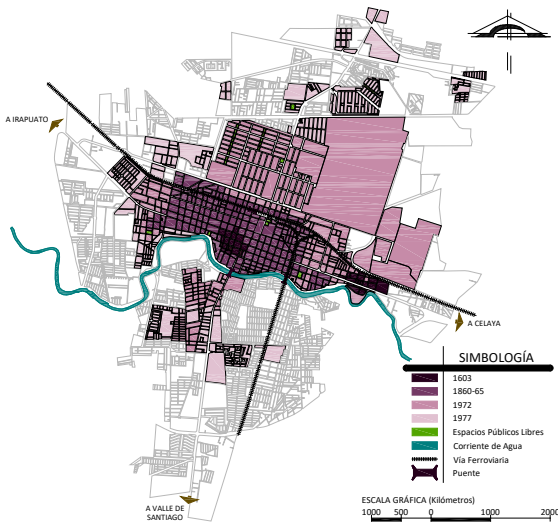 A IRAPUATO
A CELAYA
SIMBOLOGÍA
1603
1860-65
1972
1977
Espacios Públicos Libres
Corriente de Agua
Vía Ferroviaria
Puente
A VALLE DE
SANTIAGO
ESCALA GRÁFICA (Kilómetros)
1000 500 0 1000 2000